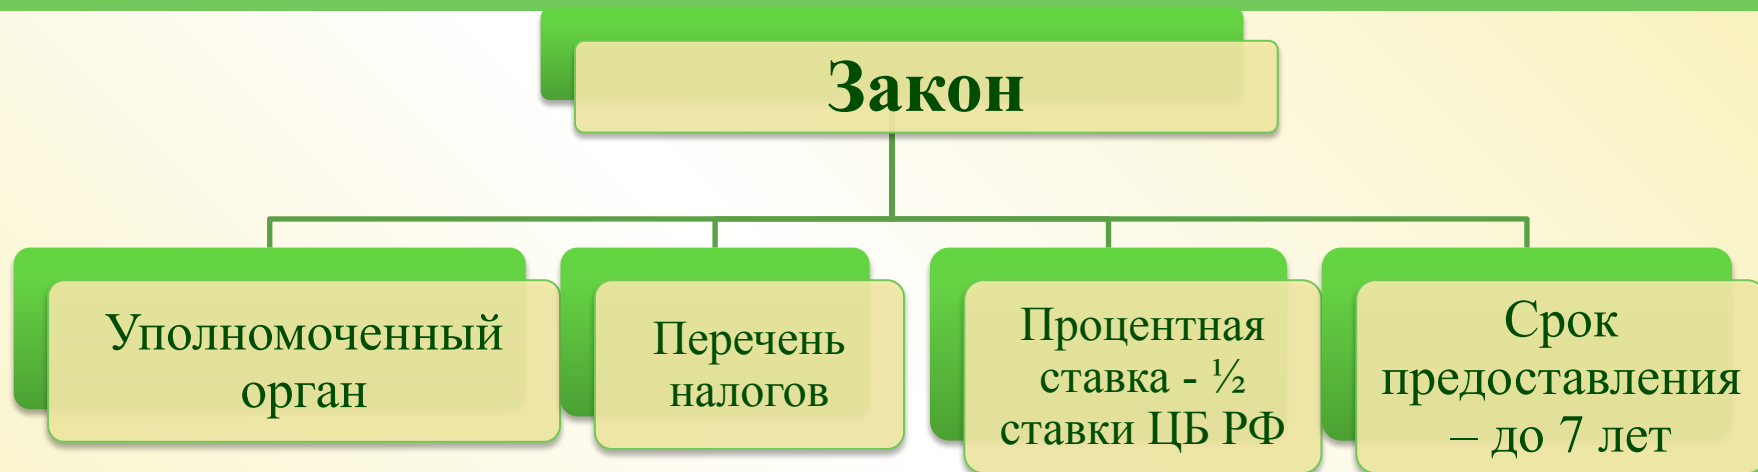 Закон
Уполномоченный
орган
Перечень
налогов
Процентная
ставка - ½
ставки ЦБ РФ
Срок
предоставления
– до 7 лет